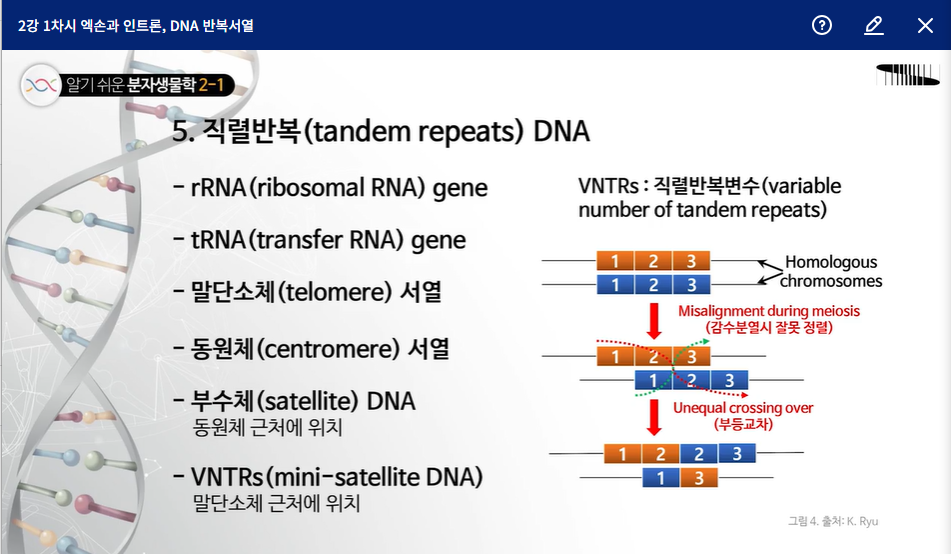 2강 1차시 엑손과 인트론, DNA 반복서열
알기 쉬운 분자생물학 2-1
5. 직렬반복(tandem repeats) DNA
- rRNA(ribosomal RNA) gene
- tRNA(transfer RNA) gene
- 말단소체(telomere) 서열
- 동원체(centromere) 서열
- 부수체(satellite) DNA
동원체 근처에 위치
- VNTRs(mini-satellite DNA)
말단소체 근처에 위치
VNTRs : 직렬반복변수(variable
number of tandem repeats)
1 2 3
1 2 3
Homologous
chromosomes
Misalignment during meiosis
(감수분열시 잘못 정렬)
1 2 3
1 2 3
Unequal crossing over
(부등교차)
1 2 2 3
1 3
그림 4. 출처: K. Ryu